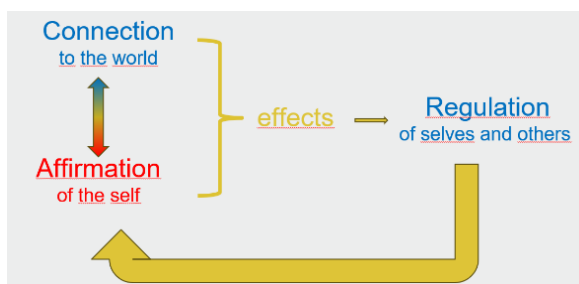 Connection
to the world
effects
Regulation
of selves and others
Affirmation
of the self